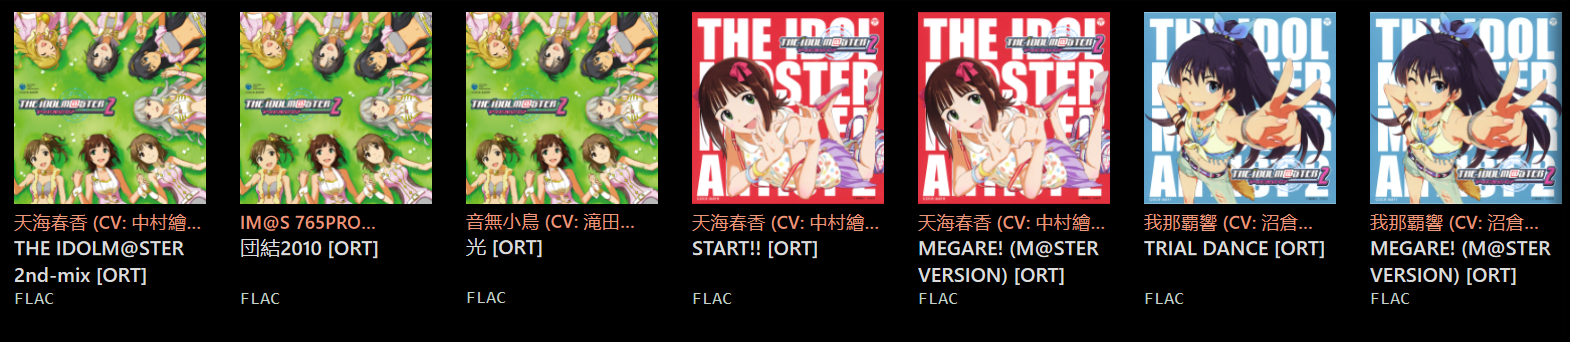 THE IDOLM@STER 2
THE IDOLM@STER 2
THE IDOLM@STER 2
THE IDOL
THE IDOLM@STER 2
MASTER
THE IDOL
THE IDOLM@STER 2
MASTER
THE IDOL
THE IDOLM@STER 2
THE IDOL
THE IDOLM@STER 2
天海春香 (CV: 中村繪...
THE IDOLM@STER
2nd-mix [ORT]
FLAC
IM@S 765PRO...
団結2010 [ORT]
FLAC
音無小鳥 (CV: 滝田...
光 [ORT]
FLAC
天海春香 (CV: 中村繪...
START!! [ORT]
FLAC
天海春香 (CV: 中村繪...
MEGARE! (M@STER
VERSION) [ORT]
FLAC
我那覇響 (CV: 沼倉...
TRIAL DANCE [ORT]
FLAC
我那覇響 (CV: 沼倉...
MEGARE! (M@STER
VERSION) [ORT]
FLAC